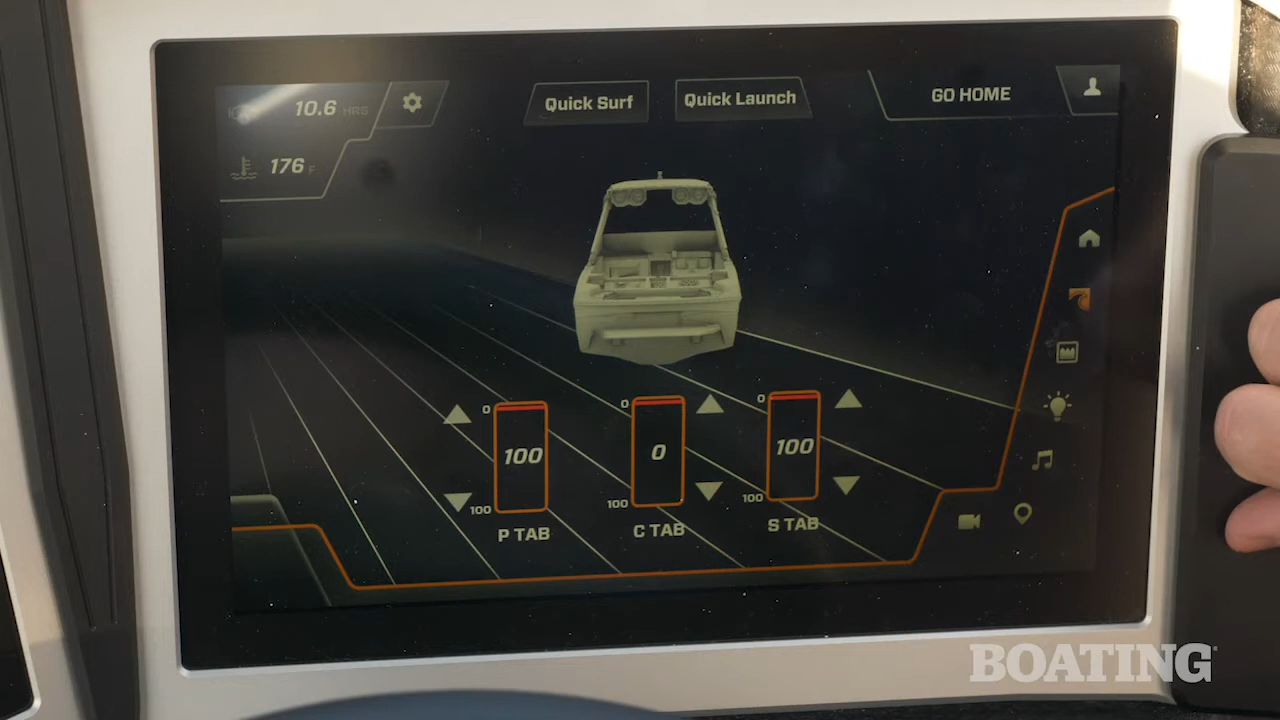 10.6 HRS
Quick Surf
Quick Launch
GO HOME
176 F
0
100
100
P TAB
0
0
100
C TAB
0
100
100
S TAB
BOATING